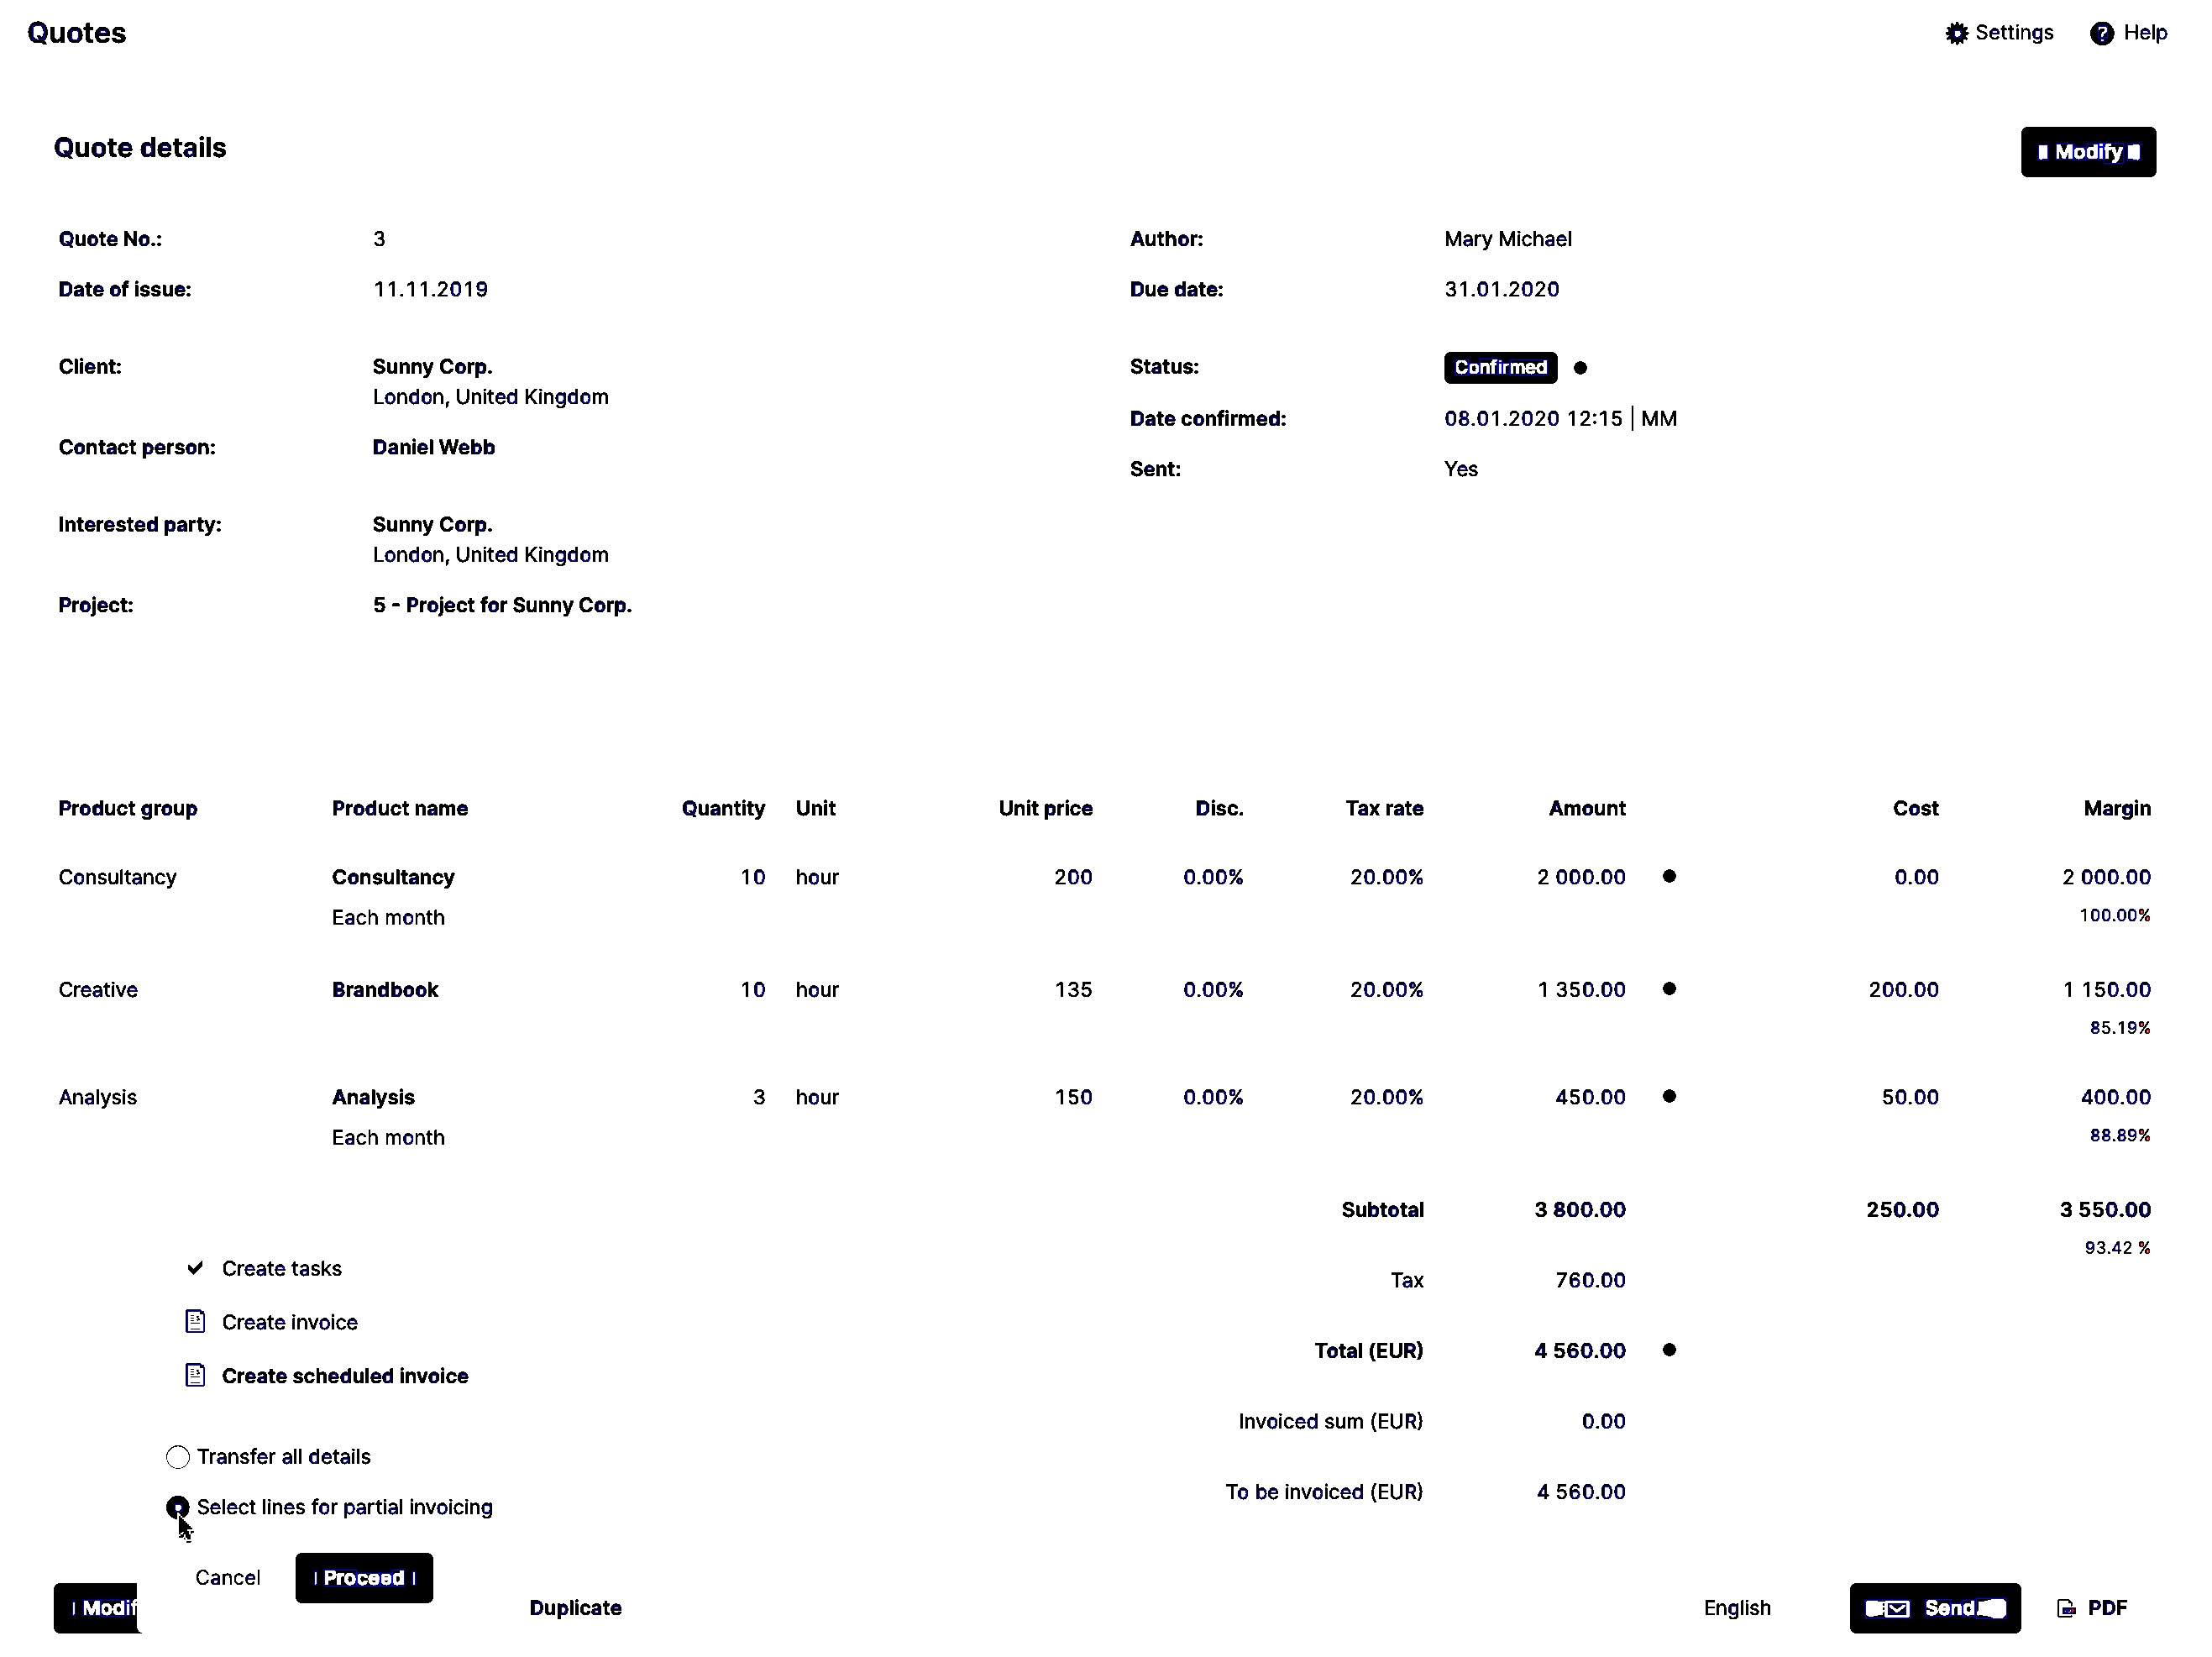 Quotes
Settings Help
Quote details
Modify
Quote No.: 3 Author: Mary Michael
Date of issue: 11.11.2019 Due date: 31.01.2020
Client: Sunny Corp. Status: Confirmed
London, United Kingdom
Date confirmed: 08.01.2020 12:15 | MM
Contact person: Daniel Webb
Sent: Yes
Interested party: Sunny Corp.
London, United Kingdom
Project: 5 - Project for Sunny Corp.
Product group Product name Quantity Unit Unit price Disc. Tax rate Amount Cost Margin
Consultancy Consultancy 10 hour 200 0.00% 20.00% 2 000.00 0.00 2 000.00
Each month 100.00%
Creative Brandbook 10 hour 135 0.00% 20.00% 1 350.00 200.00 1 150.00
85.19%
Analysis Analysis 3 hour 150 0.00% 20.00% 450.00 50.00 400.00
Each month 88.89%
Subtotal 3 800.00 250.00 3 550.00
93.42 %
Create tasks
Tax 760.00
Create invoice
Total (EUR) 4 560.00
Create scheduled invoice
Invoiced sum (EUR) 0.00
Transfer all details
To be invoiced (EUR) 4 560.00
Select lines for partial invoicing
Cancel Proceed
Modif Duplicate English Send PDF